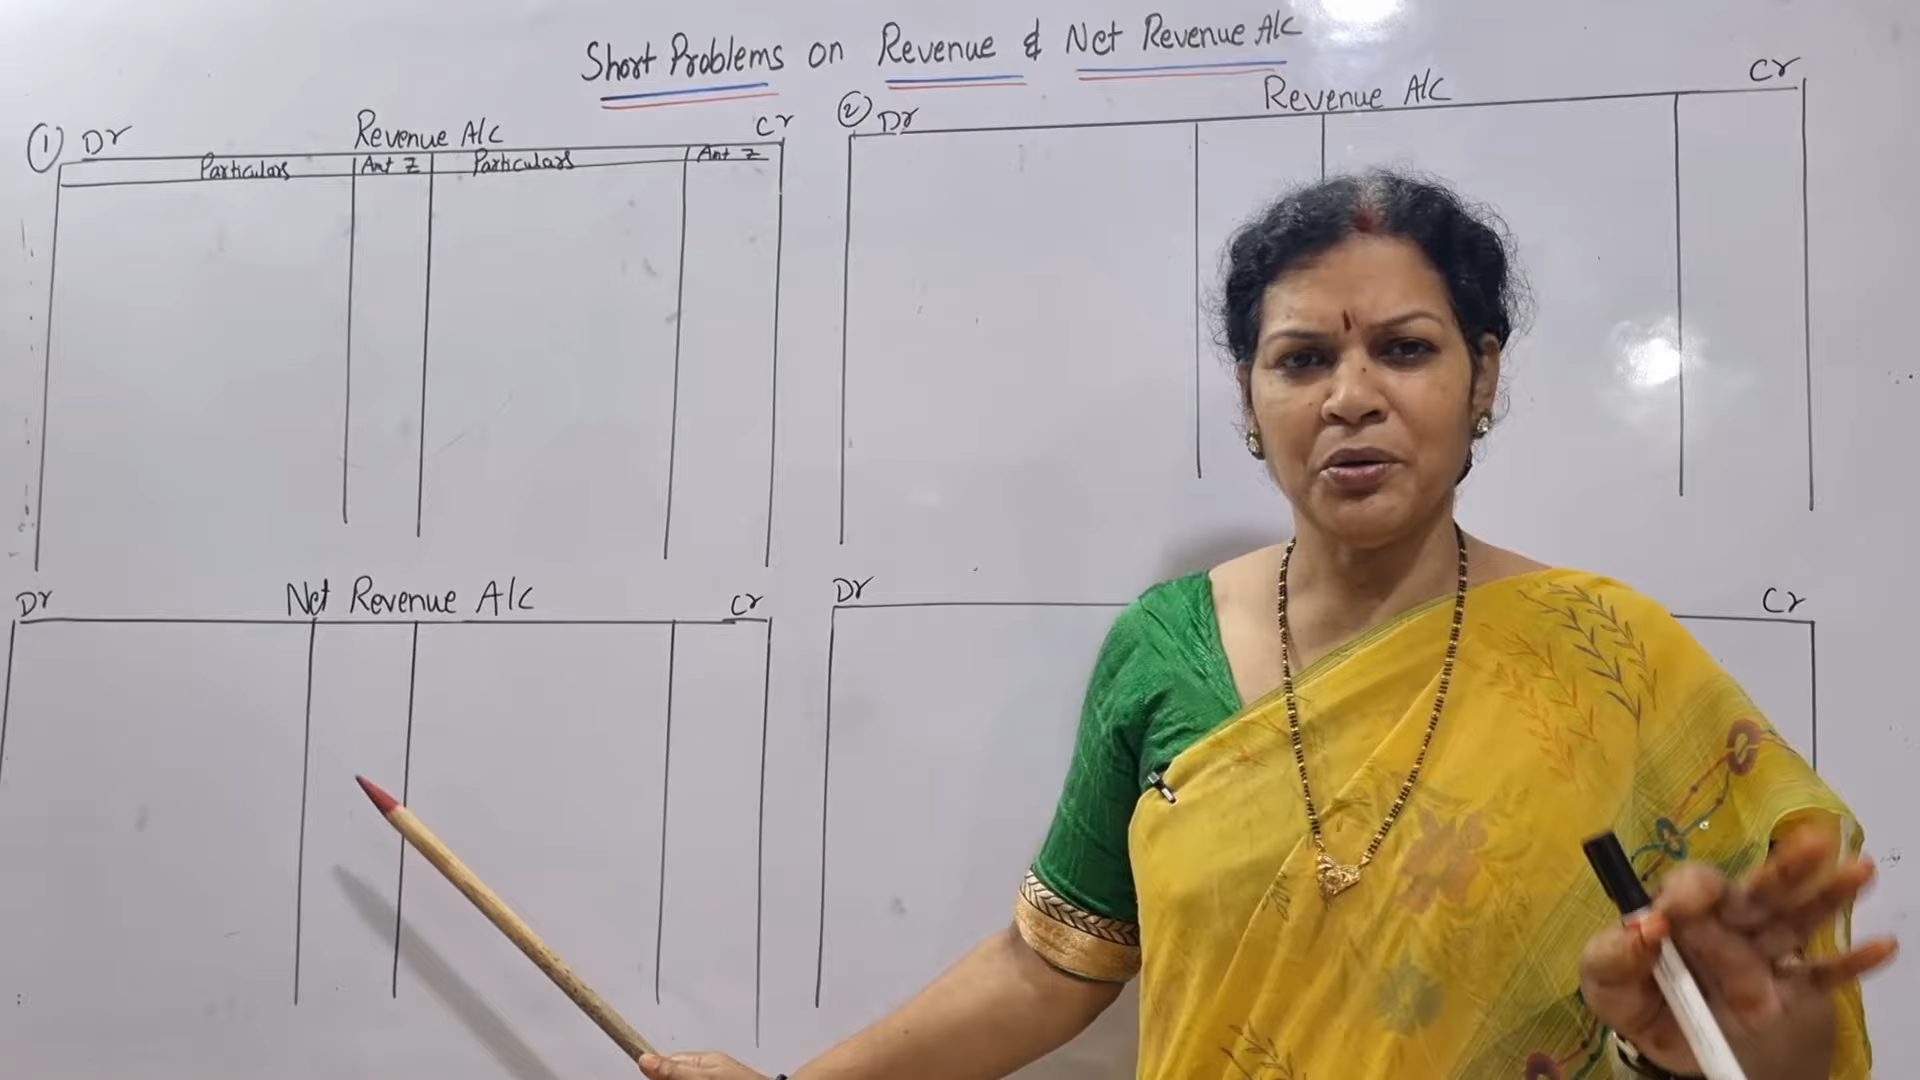 Short Problems on Revenue & Net Revenue A/C
① Dr Revenue A/C Cr
Particulars Amt ₹ Particulars Amt ₹
② Dr Revenue A/C Cr
Dr Net Revenue A/C Cr
Dr Cr